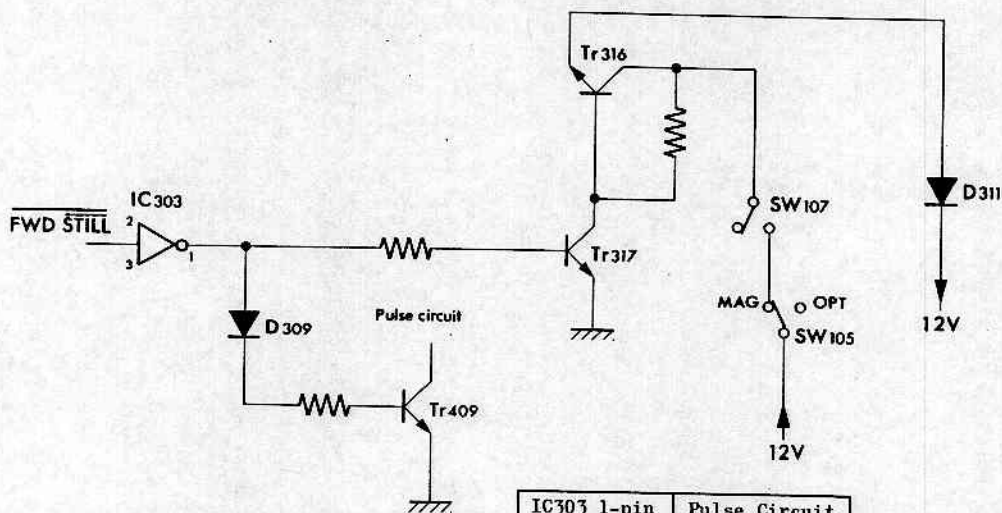 Tr316
IC303
FWD STILL
2
3
1
Tr317
SW107
D311
D309
Pulse circuit
MAG
OPT
SW105
12V
Tr409
12V
IC303 1-pin
Pulse Circuit